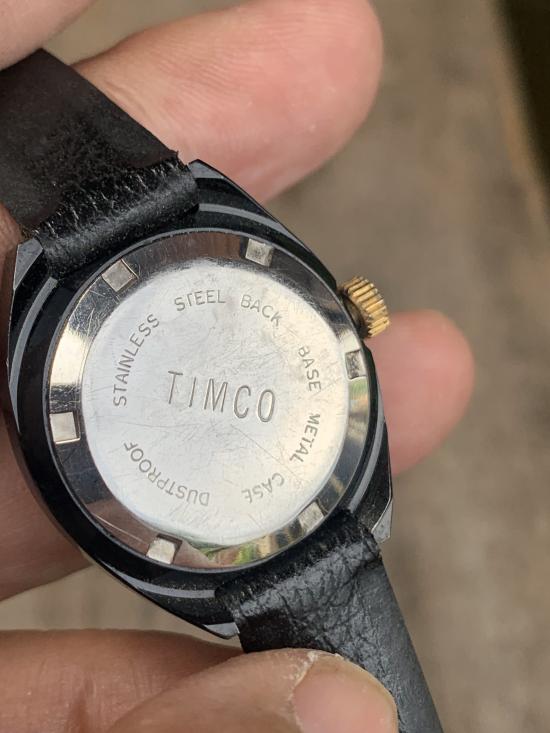 STAINLESS STEEL BACK
BASE METAL CASE
DUSTPROOF
TIMCO